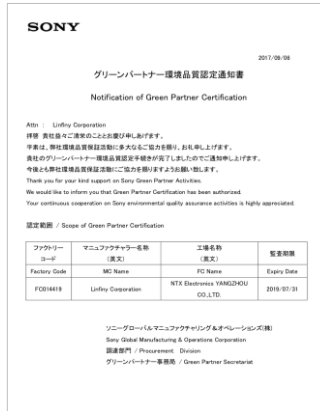 SONY
2017/06/06
グリーンパートナー環境品質認定通知書
Notification of Green Partner Certification
Attn : Linfiny Corporation
拝啓 貴社益々ご清栄のこととお慶び申しあげます。
平素は、弊社環境品質保証活動に多大なるご協力を賜り、お礼申し上げます。
貴社のグリーンパートナー環境品質認定手続きが完了しましたのでご通知申し上げます。
今後とも弊社環境品質保証活動にご協力を賜りますようお願い致します。
Thank you for your kind support on Sony Green Partner Activities.
We would like to inform you that Green Partner Certification has been authorized.
Your continuous cooperation on Sony environmental quality assurance activities is highly appreciated.
認定範囲 / Scope of Green Partner Certification
ファクトリーコード マニュファクチャラー名称(英文) 工場名称(英文) 監査期限
Factory Code MC Name FC Name Expiry Date
FC014419 Linfiny Corporation NTX Electronics YANGZHOU CO.,LTD. 2019/07/31
ソニーグローバルマニュファクチャリング&オペレーションズ(株)
Sony Global Manufacturing & Operations Corporation
調達部門 / Procurement Division
グリーンパートナー事務局 / Green Partner Secretariat